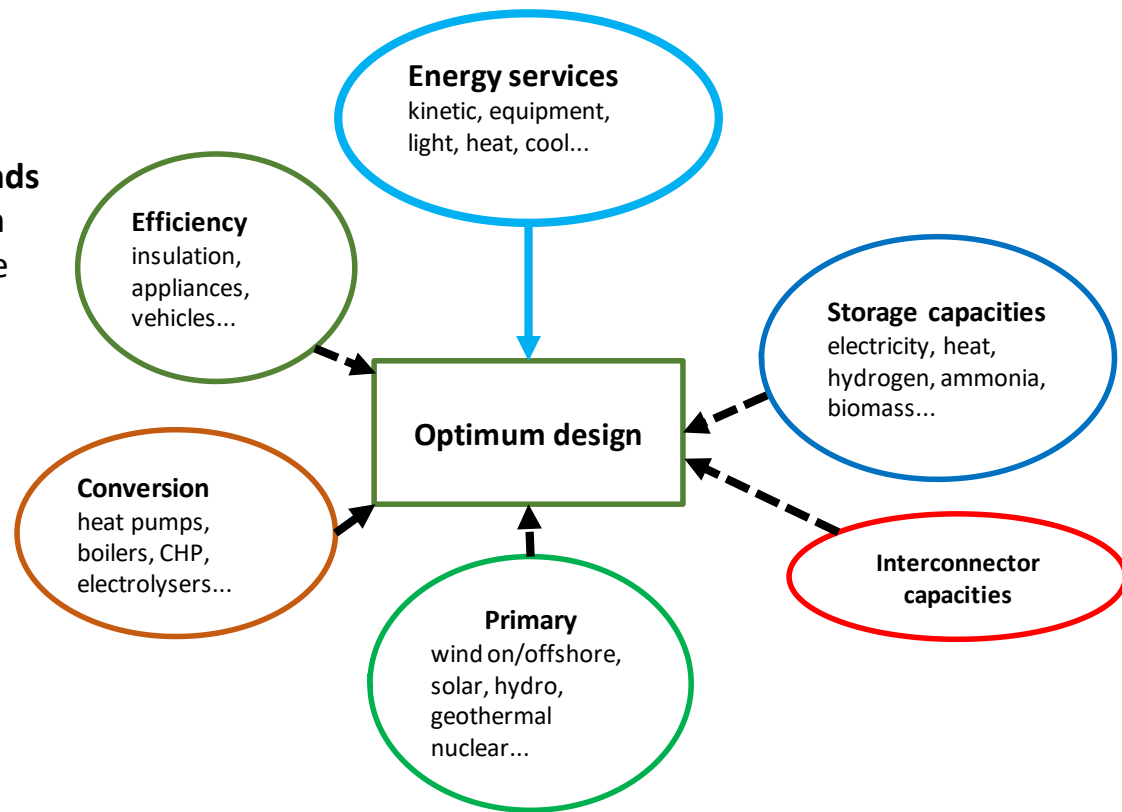 Energy services
kinetic, equipment,
light, heat, cool...
Efficiency
insulation,
appliances,
vehicles...
Storage capacities
electricity, heat,
hydrogen, ammonia,
biomass...
Optimum design
Conversion
heat pumps,
boilers, CHP,
electrolysers...
Interconnector
capacities
Primary
wind on/offshore,
solar, hydro,
geothermal
nuclear...